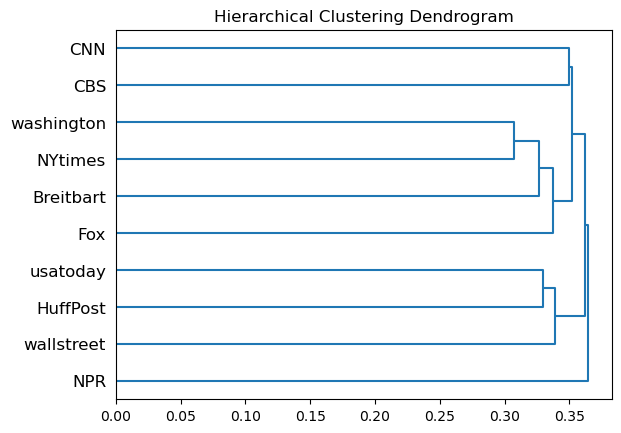 Hierarchical Clustering Dendrogram
CNN
CBS
washington
NYtimes
Breitbart
Fox
usatoday
HuffPost
wallstreet
NPR
0.00 0.05 0.10 0.15 0.20 0.25 0.30 0.35